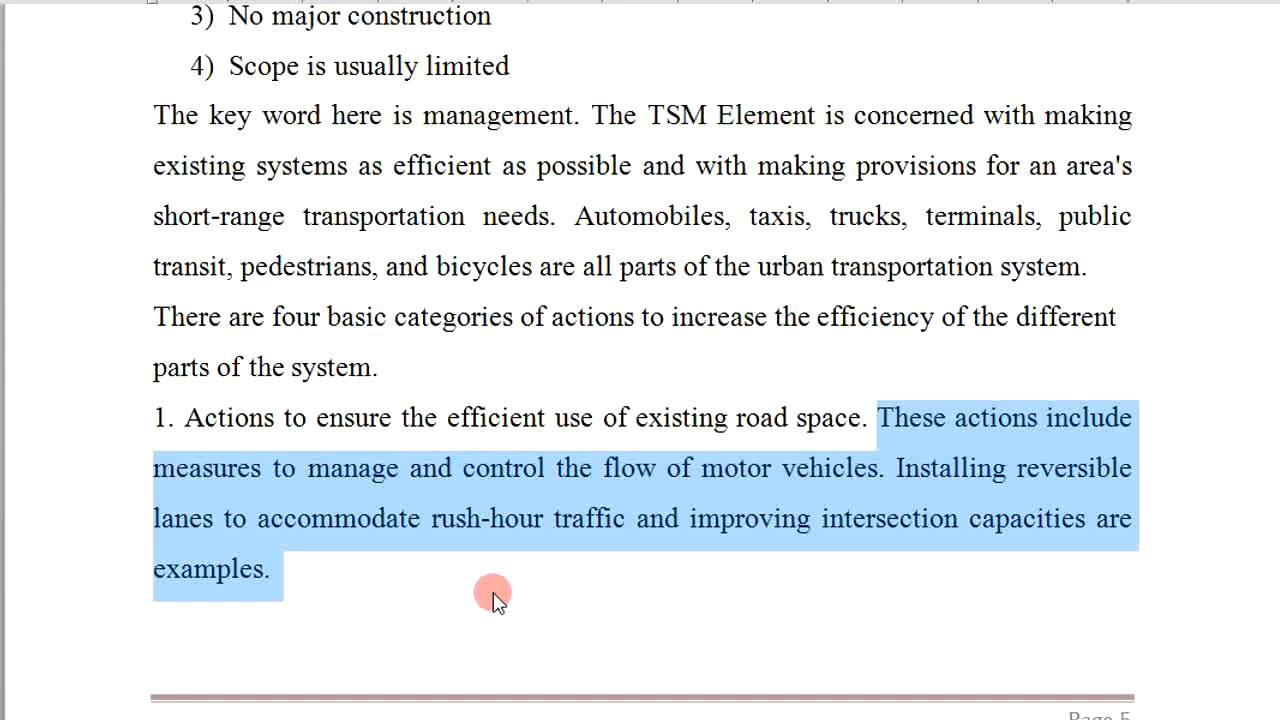 3) No major construction
4) Scope is usually limited
The key word here is management. The TSM Element is concerned with making
existing systems as efficient as possible and with making provisions for an area's
short-range transportation needs. Automobiles, taxis, trucks, terminals, public
transit, pedestrians, and bicycles are all parts of the urban transportation system.
There are four basic categories of actions to increase the efficiency of the different
parts of the system.
1. Actions to ensure the efficient use of existing road space. These actions include
measures to manage and control the flow of motor vehicles. Installing reversible
lanes to accommodate rush-hour traffic and improving intersection capacities are
examples.
Page 5